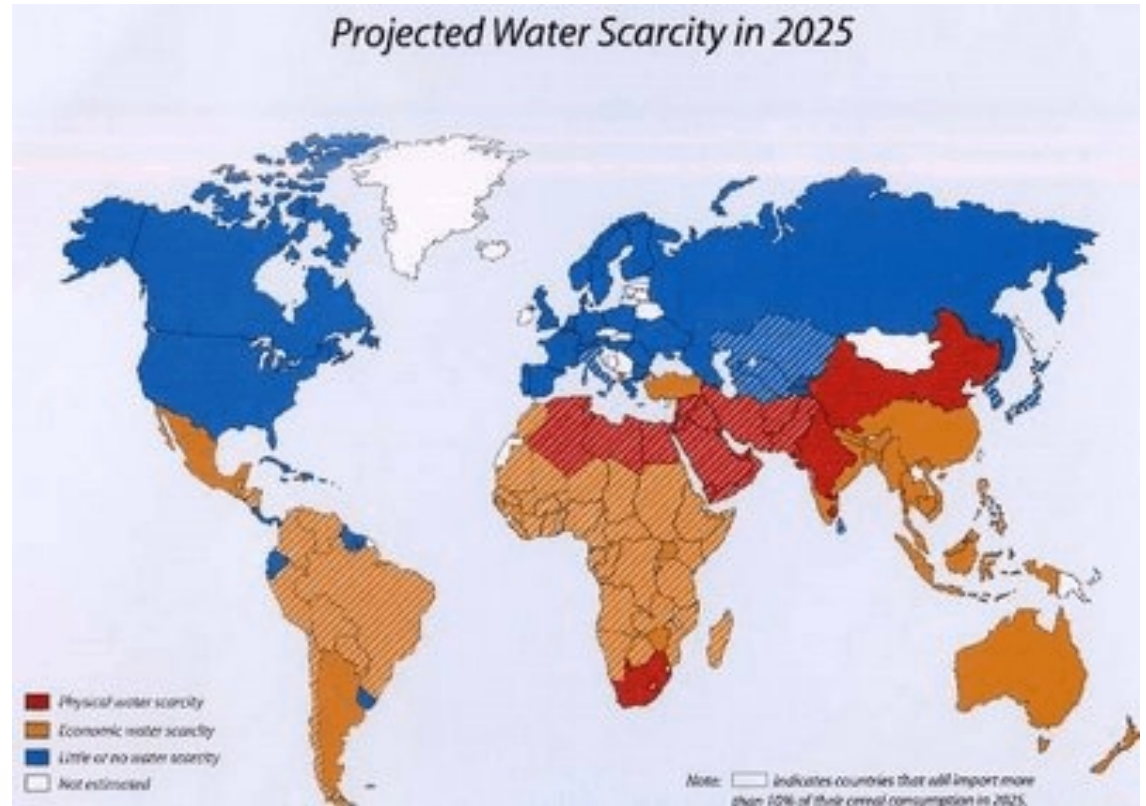 Projected Water Scarcity in 2025
Physical water scarcity
Economic water scarcity
Little or no water scarcity
Not estimated
Note: indicates countries that will import more
than 10% of their cereal consumption in 2025.